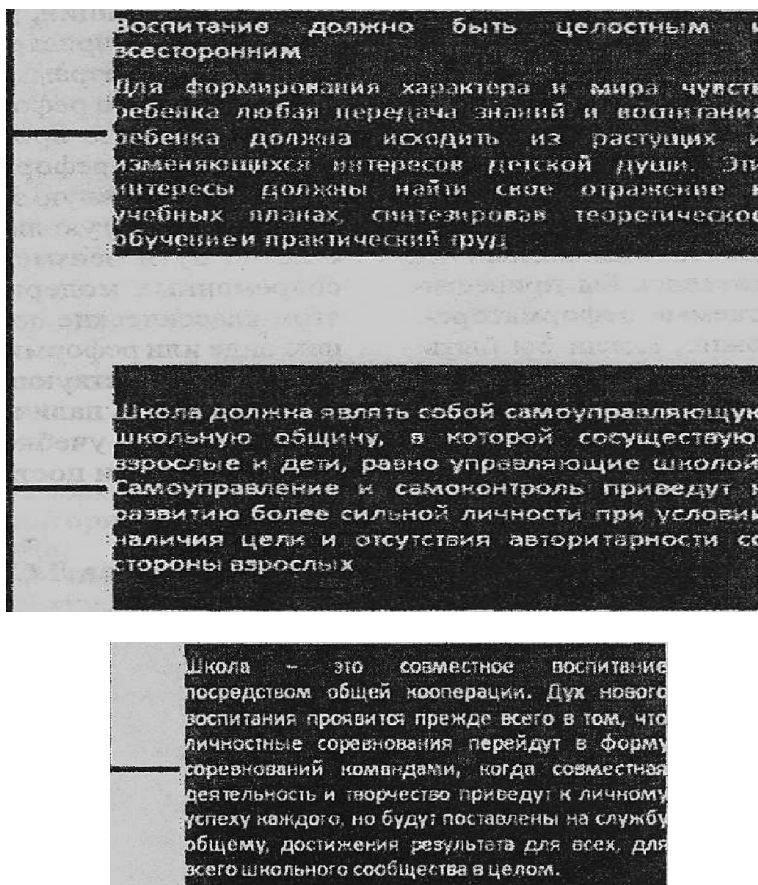 Воспитание должно быть целостным и
всесторонним
Для формирования характера и мира чувств
ребенка любая передача знаний и воспитания
ребенка должна исходить из растущих и
изменяющихся интересов детской души. Эти
интересы должны найти свое отражение в
учебных планах, синтезировав теоретическое
обучение и практический труд
Школа должна являть собой самоуправляющую
школьную общину, в которой сосуществую
взрослые и дети, равно управляющие школой
Самоуправление и самоконтроль приведут к
развитию более сильной личности при условии
наличия цели и отсутствия авторитарности со
стороны взрослых
Школа – это совместное воспитание
посредством общей кооперации. Дух нового
воспитания проявится прежде всего в том, что
личностные соревнования перейдут в форму
соревнований командами, когда совместная
деятельность и творчество приведут к личному
успеху каждого, но будут поставлены на службу
общему, достижения результата для всех, для
всего школьного сообщества в целом.